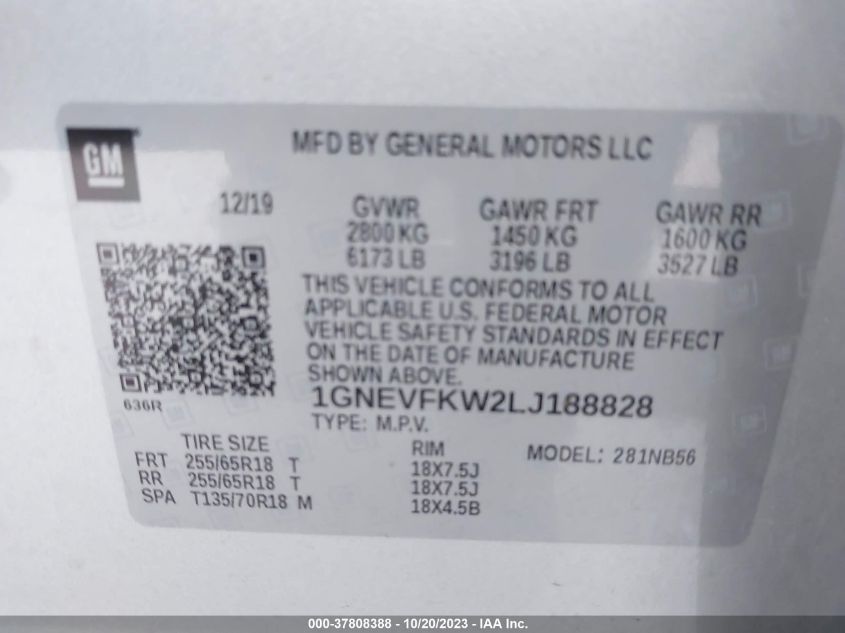 GM
MFD BY GENERAL MOTORS LLC
12/19 GVWR GAWR FRT GAWR RR
2800 KG 1450 KG 1600 KG
6173 LB 3196 LB 3527 LB
THIS VEHICLE CONFORMS TO ALL
APPLICABLE U.S. FEDERAL MOTOR
VEHICLE SAFETY STANDARDS IN EFFECT
ON THE DATE OF MANUFACTURE
SHOWN ABOVE.
636R 1GNEVFKW2LJ188828
TYPE: M.P.V.
TIRE SIZE RIM MODEL: 281NB56
FRT 255/65R18 T 18X7.5J
RR 255/65R18 T 18X7.5J
SPA T135/70R18 M 18X4.5B
000-37808388 - 10/20/2023 - Copyright © IAA, Inc.